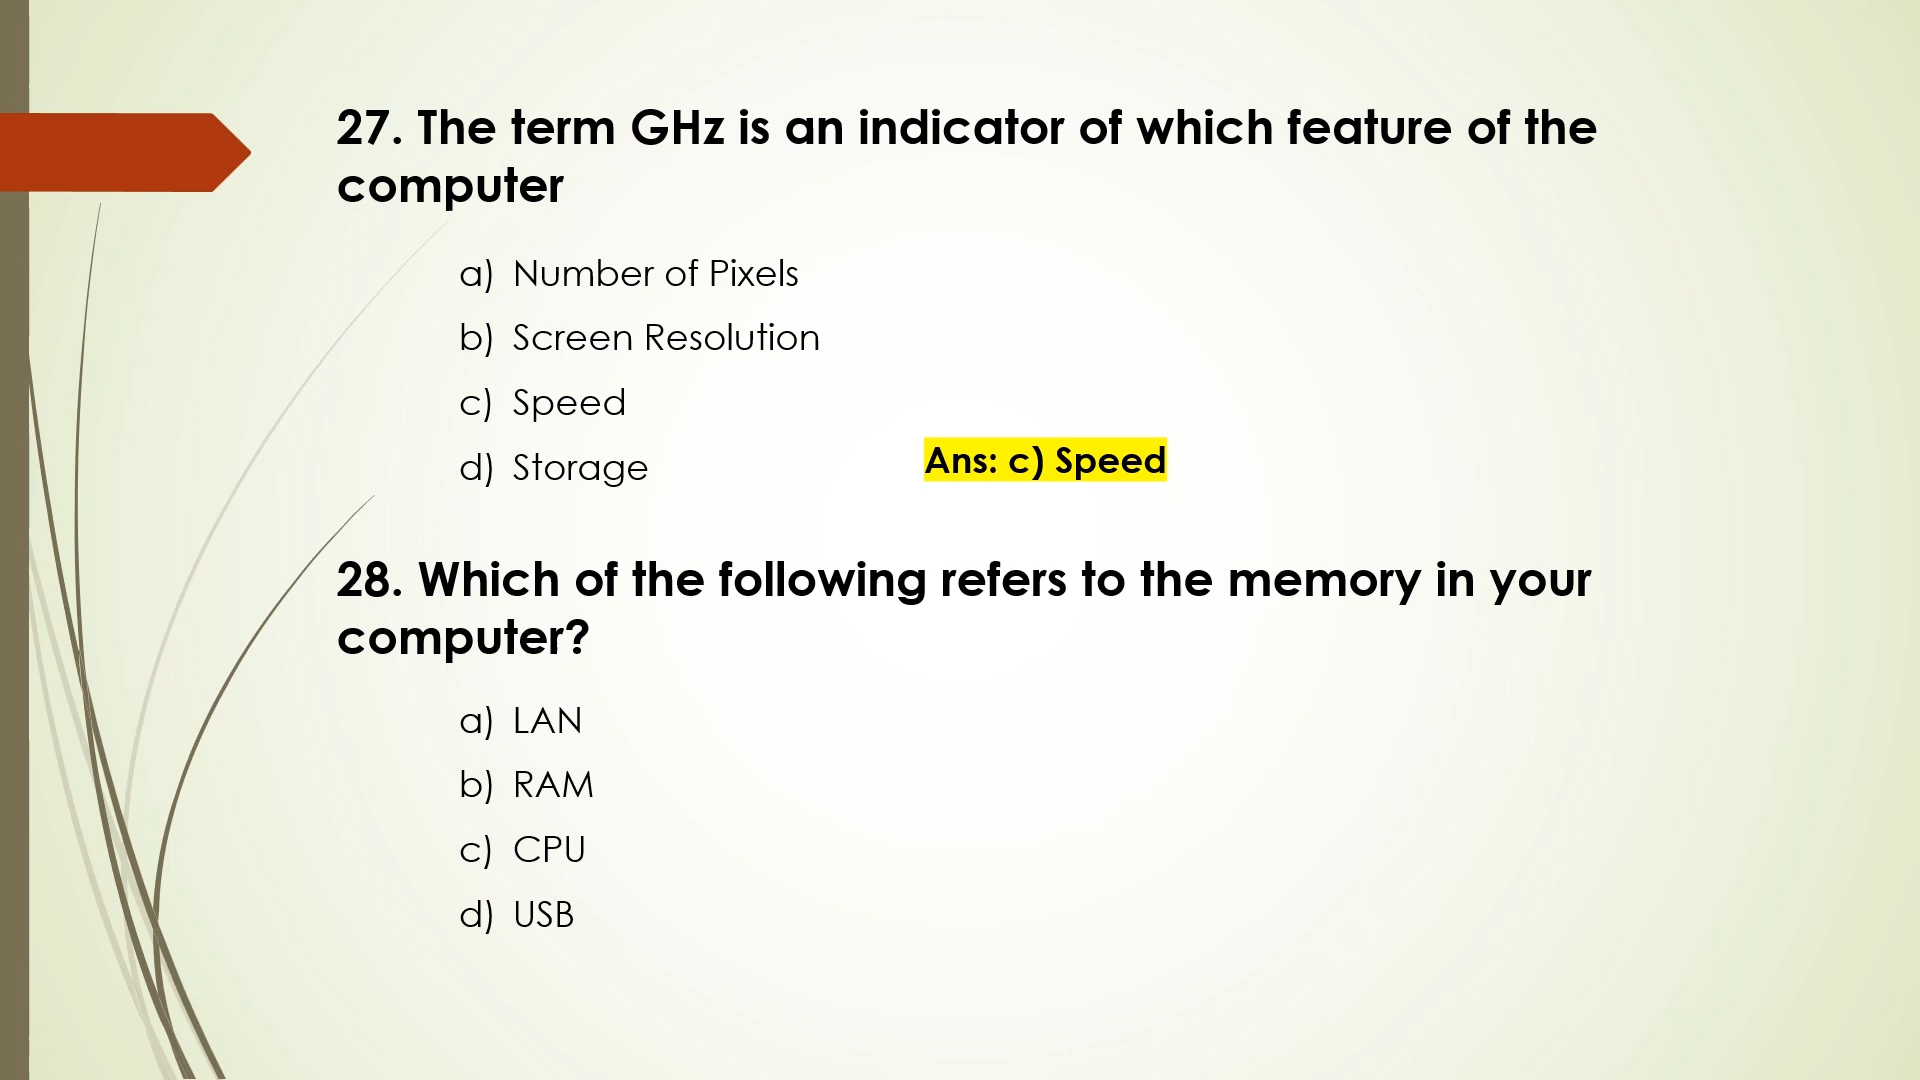 27. The term GHz is an indicator of which feature of the
computer
a) Number of Pixels
b) Screen Resolution
c) Speed
d) Storage
Ans: c) Speed
28. Which of the following refers to the memory in your
computer?
a) LAN
b) RAM
c) CPU
d) USB